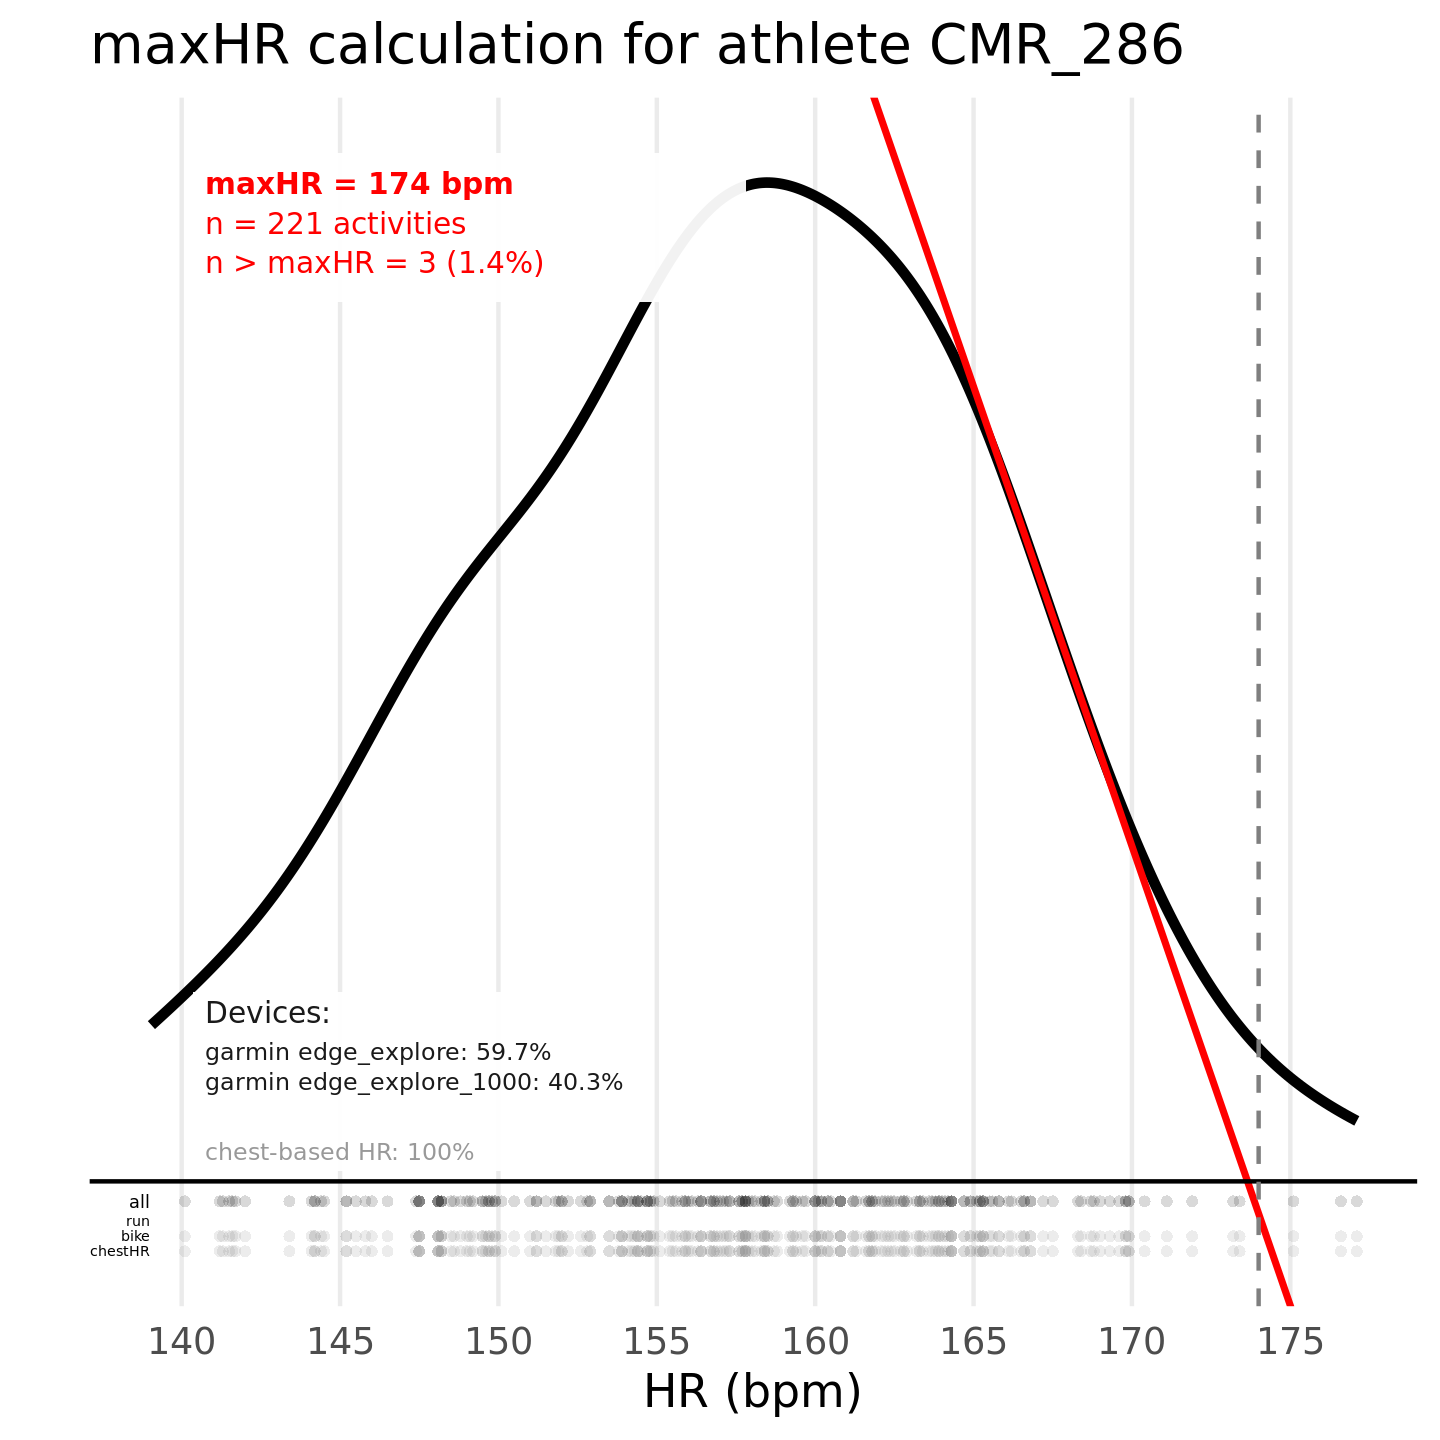 maxHR calculation for athlete CMR_286
maxHR = 174 bpm
n = 221 activities
n > maxHR = 3 (1.4%)
Devices:
garmin edge_explore: 59.7%
garmin edge_explore_1000: 40.3%
chest-based HR: 100%
all
run
bike
chestHR
140 145 150 155 160 165 170 175
HR (bpm)